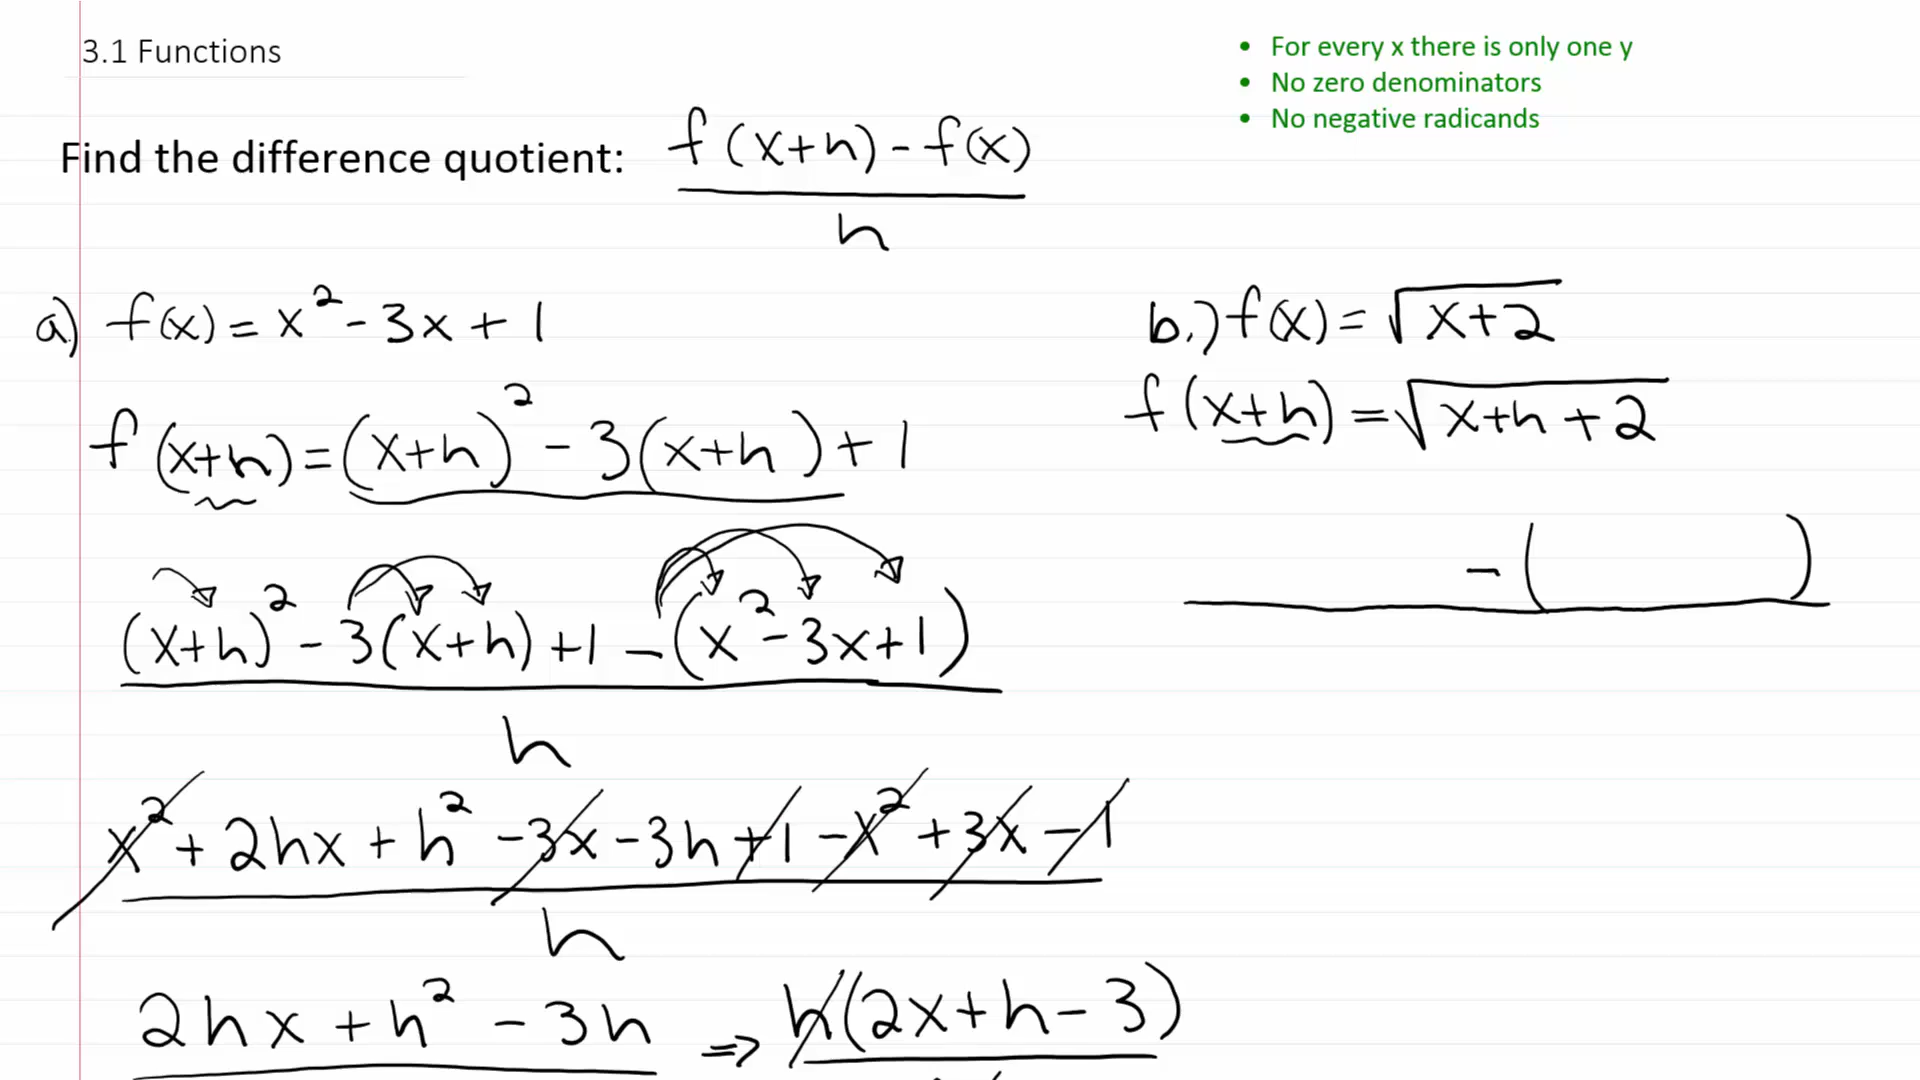 3.1 Functions
• For every x there is only one y
• No zero denominators
• No negative radicands
Find the difference quotient: f(x+h)-f(x)
h
a) f(x) = x² - 3x + 1
f(x+h) = (x+h)² - 3(x+h) + 1
(x+h)² - 3(x+h) +1 -(x²-3x+1)
h
x² + 2hx + h² - 3x - 3h + 1 - x² + 3x - 1
h
2hx + h² - 3h => h(2x+h-3)
b.) f(x) = √x+2
f(x+h) = √x+h+2
- ( )